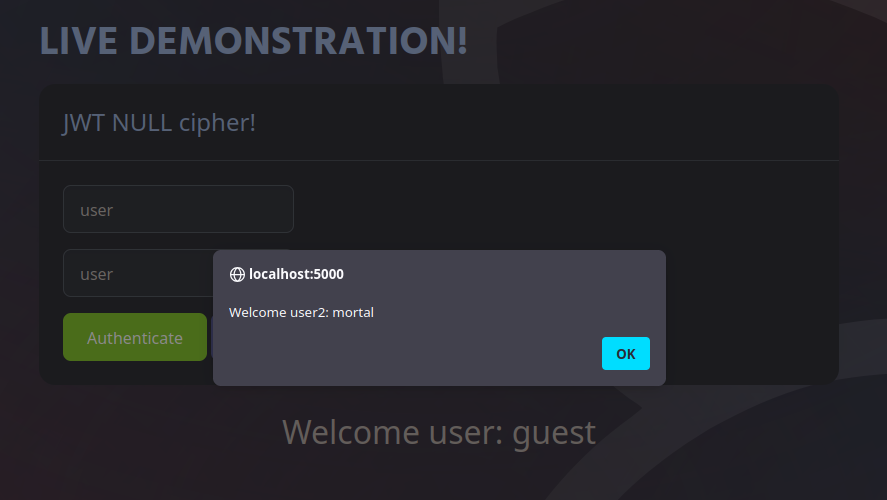 LIVE DEMONSTRATION!
JWT NULL cipher!
user
user
localhost:5000
Welcome user2: mortal
Authenticate
OK
Welcome user: guest